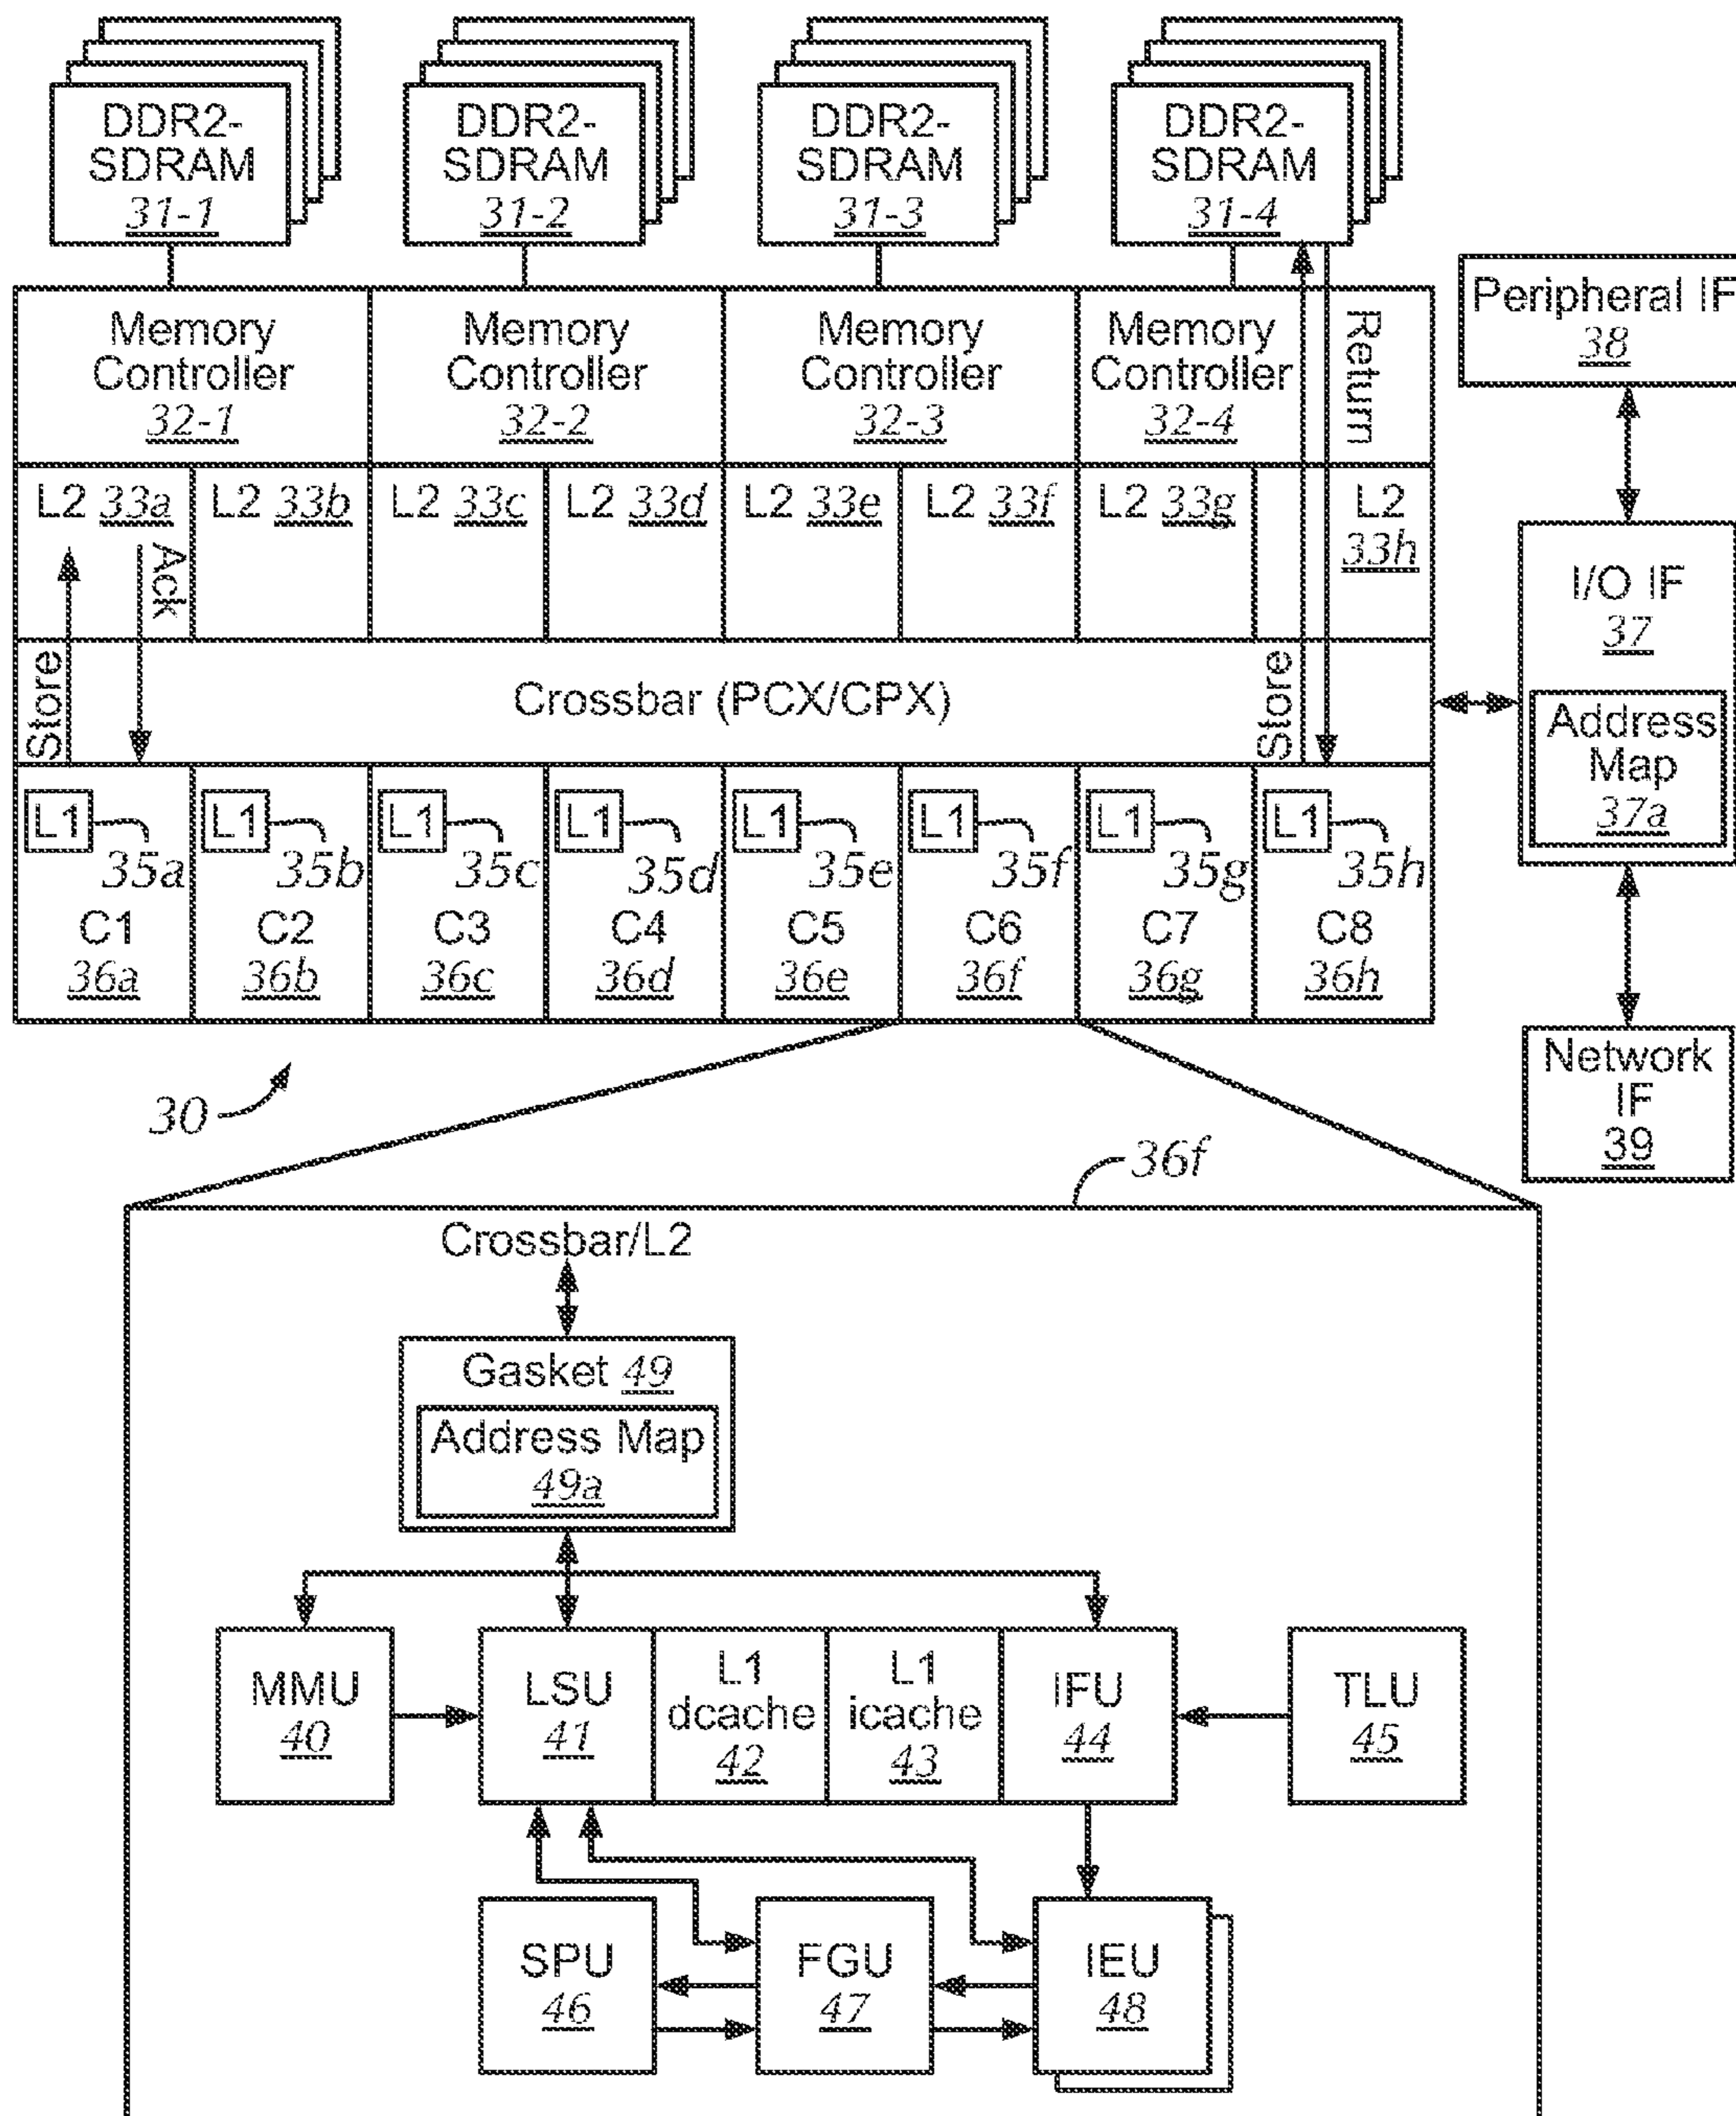 DDR2-
SDRAM
31-1
DDR2-
SDRAM
31-2
DDR2-
SDRAM
31-3
DDR2-
SDRAM
31-4
Memory
Controller
32-1
Memory
Controller
32-2
Memory
Controller
32-3
Memory
Controller
32-4
Return
Peripheral IF
38
L2 33a
L2 33b
L2 33c
L2 33d
L2 33e
L2 33f
L2 33g
L2
33h
Ack
Store
Crossbar (PCX/CPX)
Store
I/O IF
37
Address
Map
37a
L1
35a
C1
36a
L1
35b
C2
36b
L1
35c
C3
36c
L1
35d
C4
36d
L1
35e
C5
36e
L1
35f
C6
36f
L1
35g
C7
36g
L1
35h
C8
36h
Network
IF
39
30
36f
Crossbar/L2
Gasket 49
Address Map
49a
MMU
40
LSU
41
L1
dcache
42
L1
icache
43
IFU
44
TLU
45
SPU
46
FGU
47
IEU
48